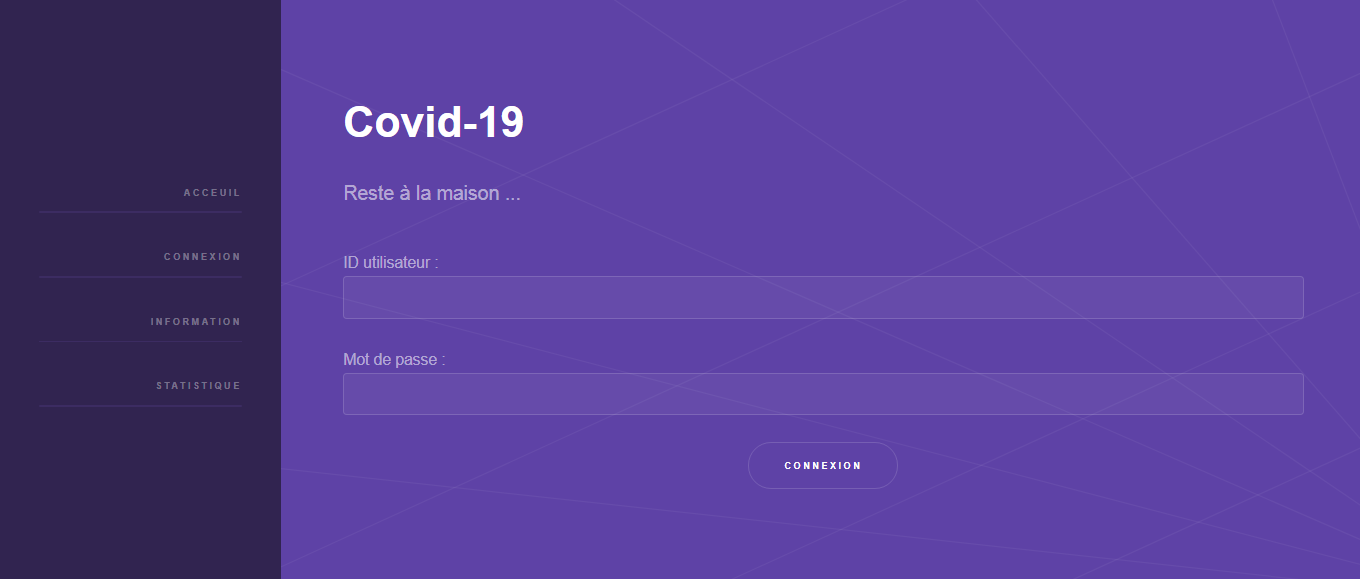 ACCEUIL
CONNEXION
INFORMATION
STATISTIQUE
Covid-19
Reste à la maison ...
ID utilisateur :
Mot de passe :
CONNEXION